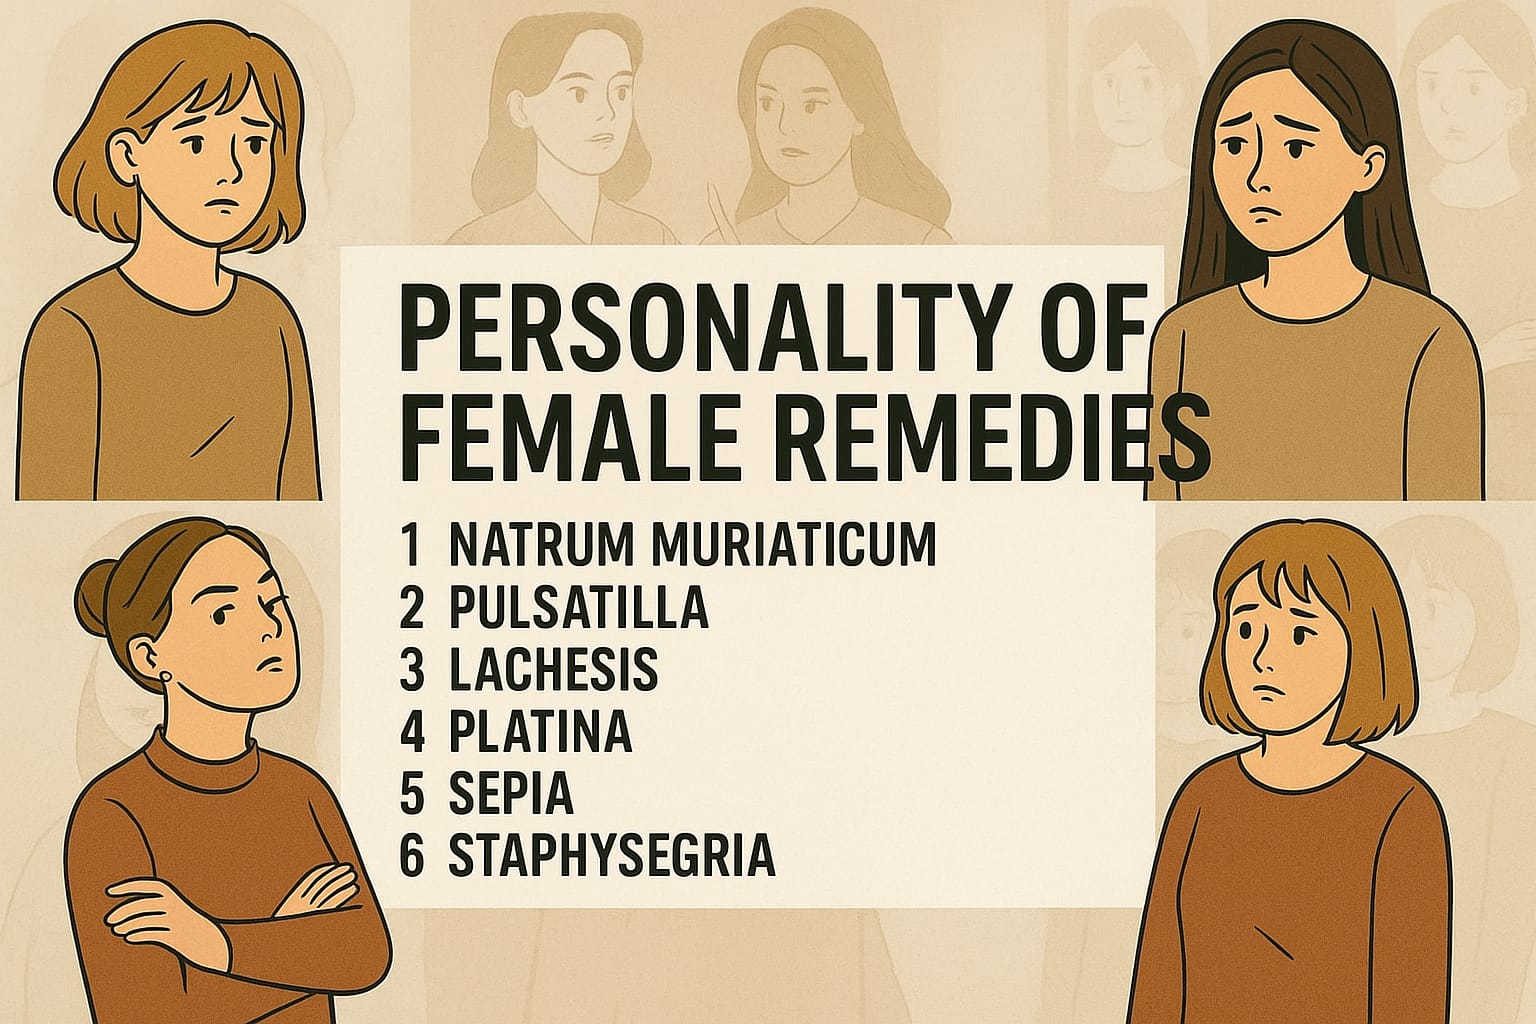 PERSONALITY OF
FEMALE REMEDIES
1 NATRUM MURIATICUM
2 PULSATILLA
3 LACHESIS
4 PLATINA
5 SEPIA
6 STAPHYSEGRIA